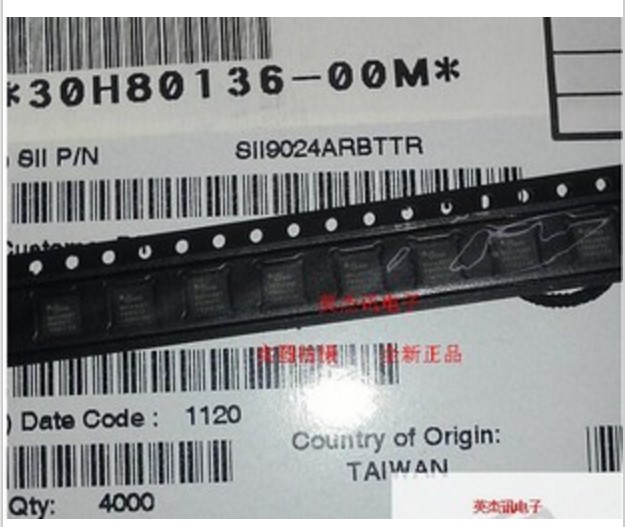 *30H80136-00M*
) SII P/N
SII9024ARBTTR
英杰讯电子
实图拍摄 全新正品
) Date Code : 1120
Country of Origin:
TAIWAN
Qty: 4000
英杰讯电子